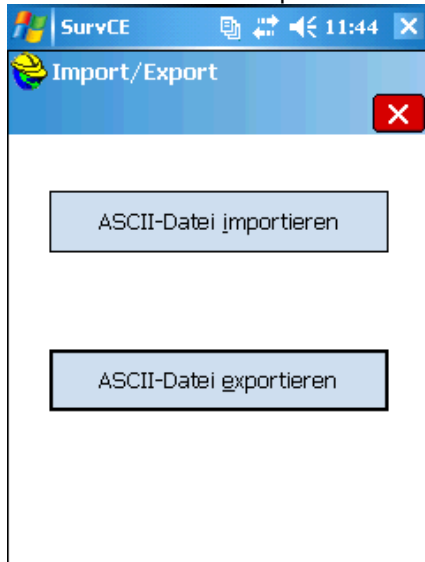 SurvCE 11:44
Import/Export
ASCII-Datei importieren
ASCII-Datei exportieren